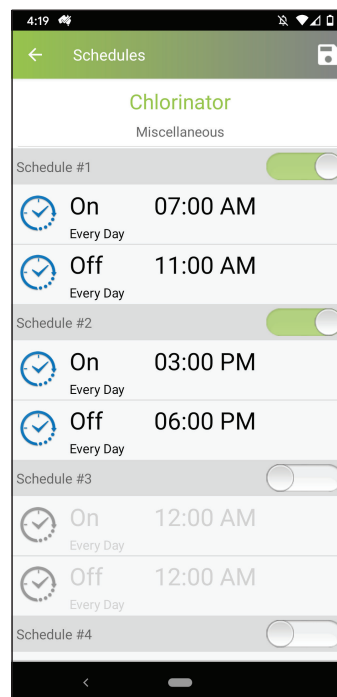 4:19
Schedules
Chlorinator
Miscellaneous
Schedule #1
On 07:00 AM
Every Day
Off 11:00 AM
Every Day
Schedule #2
On 03:00 PM
Every Day
Off 06:00 PM
Every Day
Schedule #3
On 12:00 AM
Every Day
Off 12:00 AM
Every Day
Schedule #4